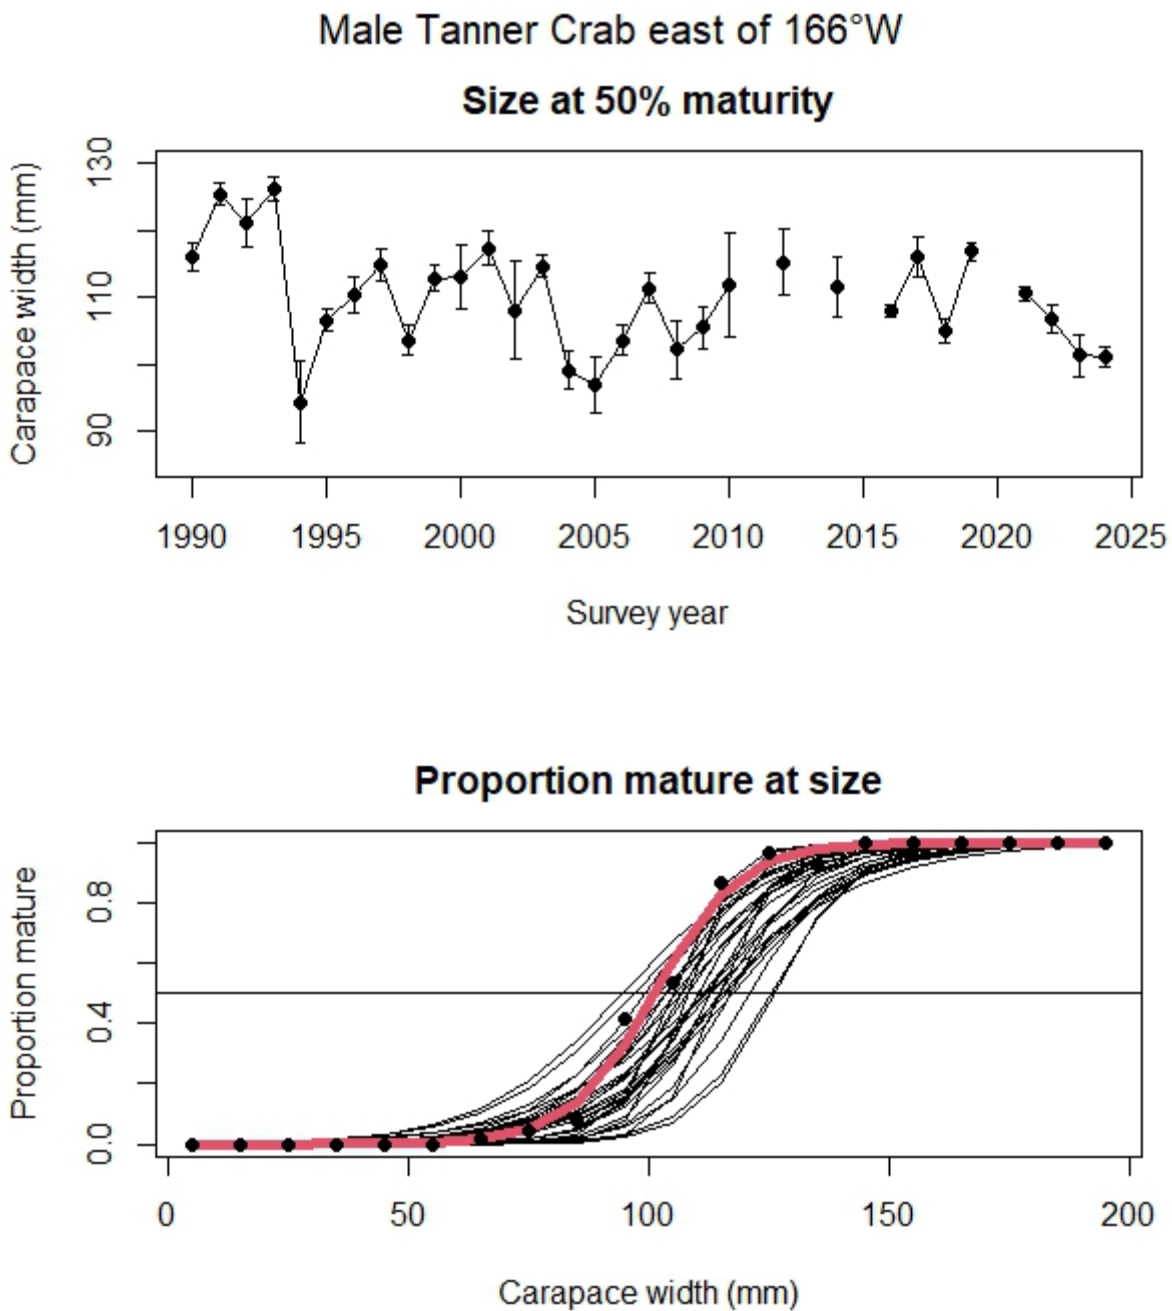 Male Tanner Crab east of 166°W
Size at 50% maturity
Carapace width (mm)
130
110
90
1990 1995 2000 2005 2010 2015 2020 2025
Survey year
Proportion mature at size
Proportion mature
0.8
0.4
0.0
0 50 100 150 200
Carapace width (mm)